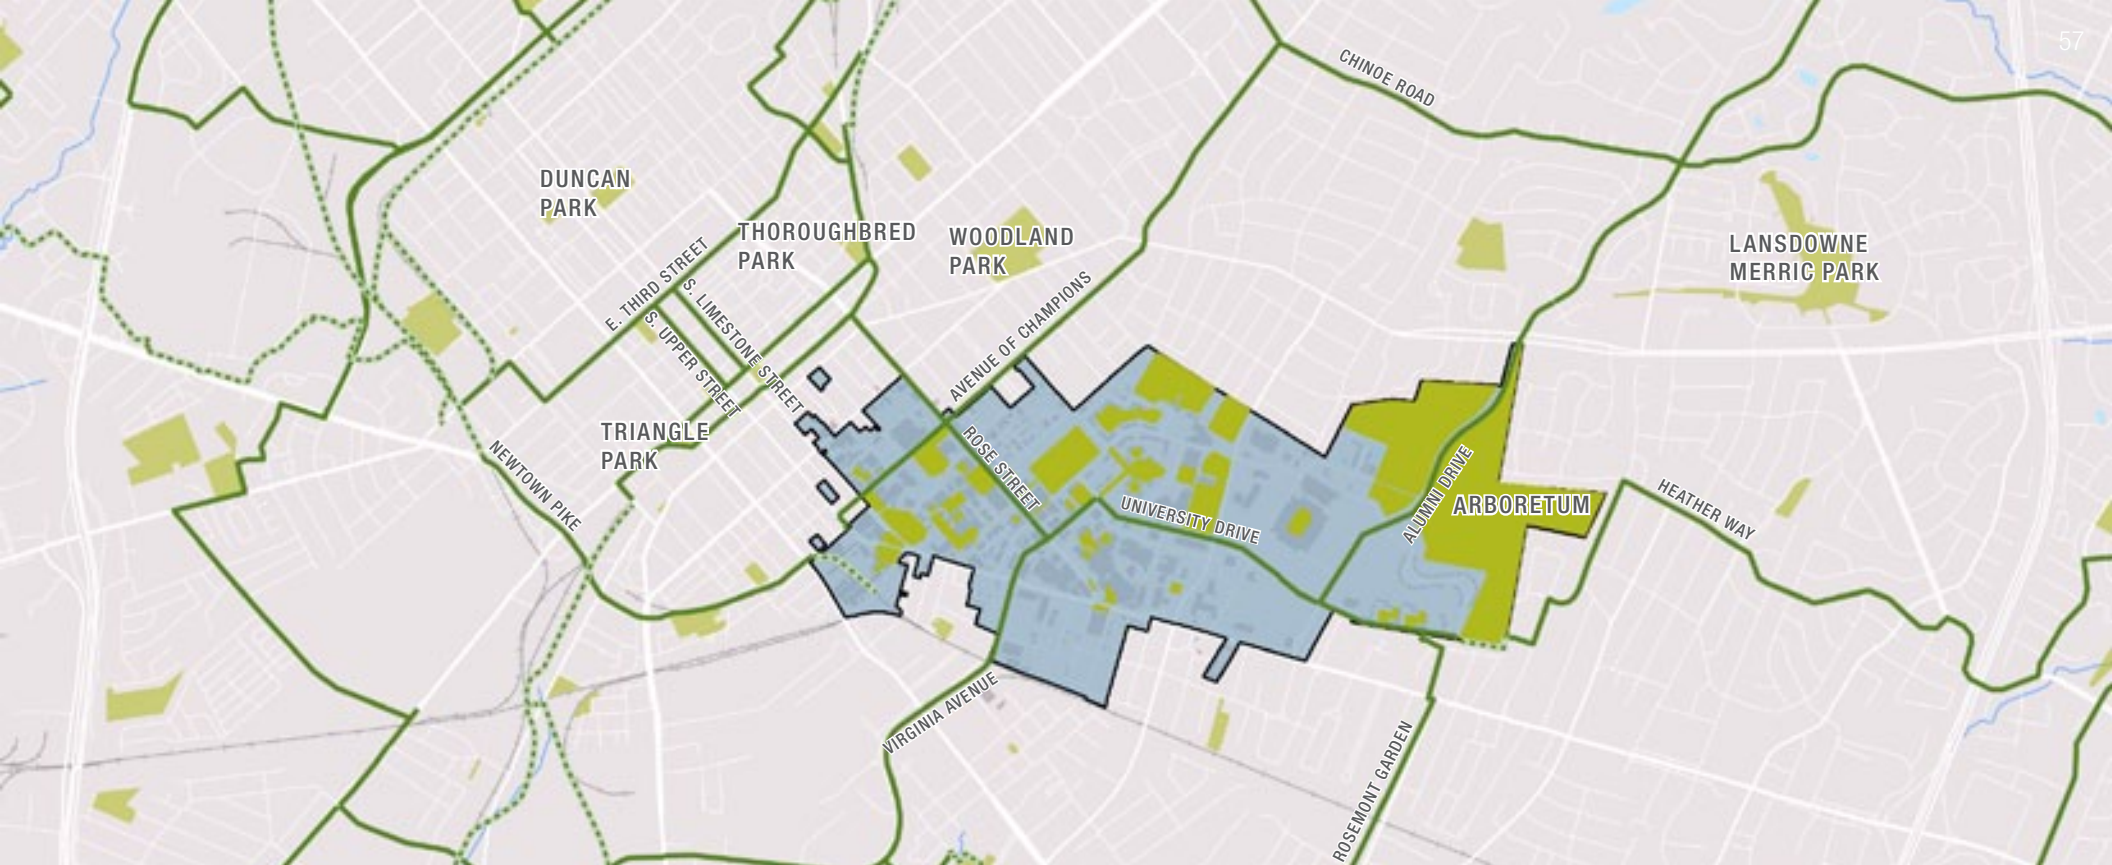 57
CHINOE ROAD
DUNCAN
PARK
THOROUGHBRED
PARK
WOODLAND
PARK
LANSDOWNE
MERRIC PARK
E. THIRD STREET
S. LIMESTONE STREET
S. UPPER STREET
AVENUE OF CHAMPIONS
TRIANGLE
PARK
NEWTOWN PIKE
ROSE STREET
UNIVERSITY DRIVE
ALUMNI DRIVE
ARBORETUM
HEATHER WAY
VIRGINIA AVENUE
ROSEMONT GARDEN